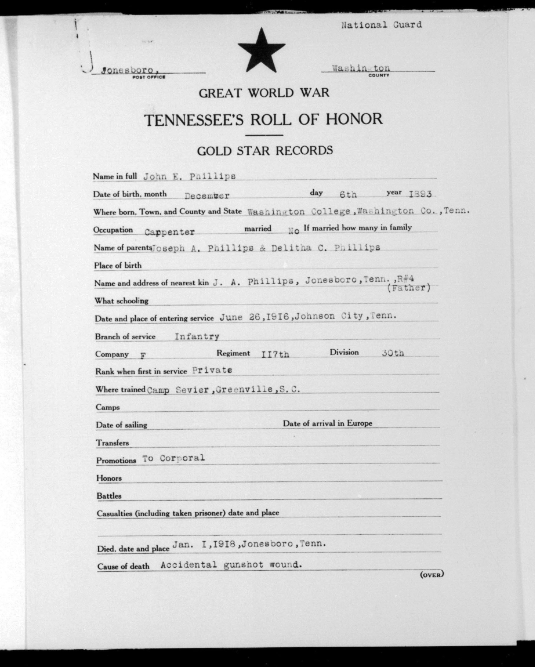 National Guard
Jonesboro, Washington
POST OFFICE COUNTY
GREAT WORLD WAR
TENNESSEE'S ROLL OF HONOR
GOLD STAR RECORDS
Name in full John E. Phillips
Date of birth, month December day 6th year I893
Where born, Town, and County and State Washington College,Washington Co.,Tenn.
Occupation Carpenter married No If married how many in family
Name of parents Joseph A. Phillips & Delitha C. Phillips
Place of birth
Name and address of nearest kin J. A. Phillips, Jonesboro,Tenn.,R#4
(Father)
What schooling
Date and place of entering service June 26,I9I6,Johnson City,Tenn.
Branch of service Infantry
Company F Regiment II7th Division 30th
Rank when first in service Private
Where trained Camp Sevier,Greenville,S.C.
Camps
Date of sailing Date of arrival in Europe
Transfers
Promotions To Corporal
Honors
Battles
Casualties (including taken prisoner) date and place
Died, date and place Jan. I,I9I8,Jonesboro,Tenn.
Cause of death Accidental gunshot wound.
(OVER)